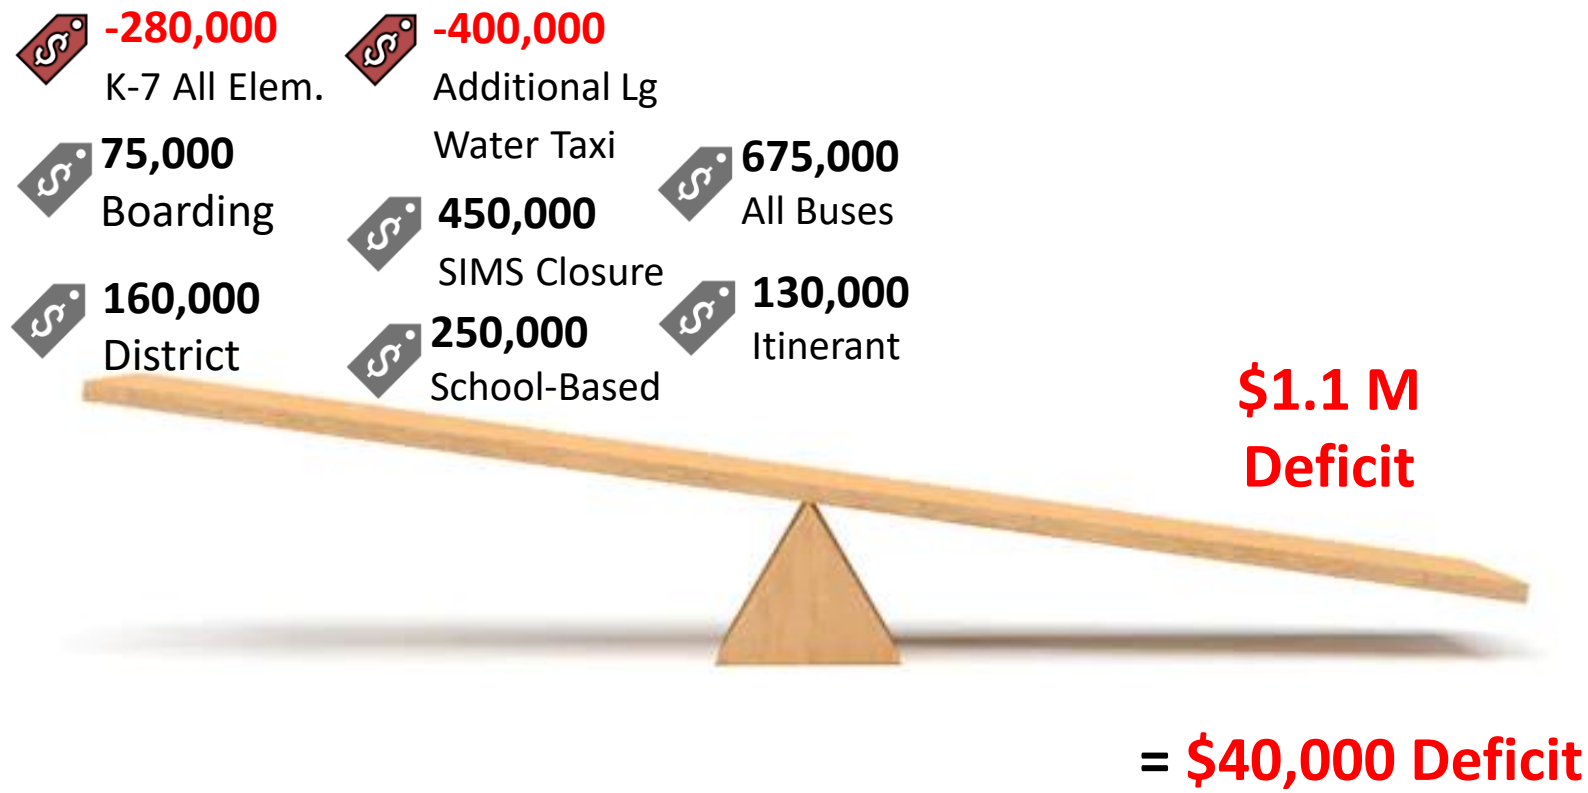 -280,000
K-7 All Elem.
75,000
Boarding
160,000
District
-400,000
Additional Lg
Water Taxi
450,000
SIMS Closure
250,000
School-Based
675,000
All Buses
130,000
Itinerant
$1.1 M
Deficit
= $40,000 Deficit